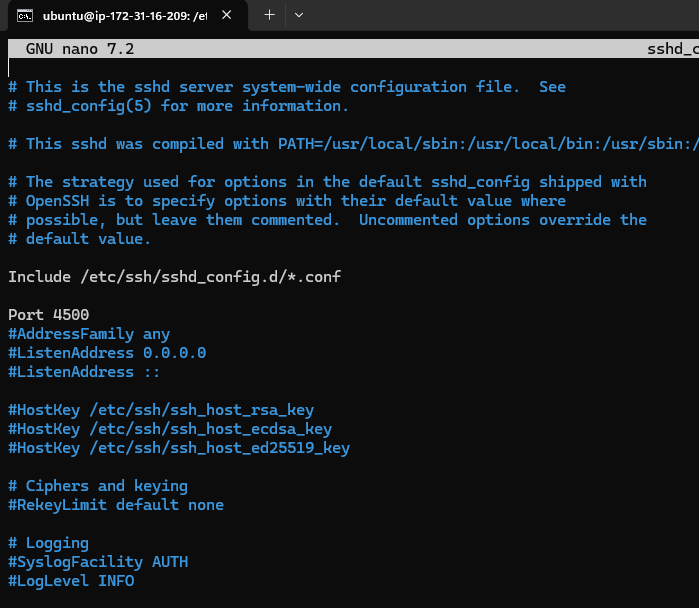 ubuntu@ip-172-31-16-209: /et
GNU nano 7.2 sshd_c
# This is the sshd server system-wide configuration file.  See
# sshd_config(5) for more information.
# This sshd was compiled with PATH=/usr/local/sbin:/usr/local/bin:/usr/sbin:/
# The strategy used for options in the default sshd_config shipped with
# OpenSSH is to specify options with their default value where
# possible, but leave them commented.  Uncommented options override the
# default value.
Include /etc/ssh/sshd_config.d/*.conf
Port 4500
#AddressFamily any
#ListenAddress 0.0.0.0
#ListenAddress ::
#HostKey /etc/ssh/ssh_host_rsa_key
#HostKey /etc/ssh/ssh_host_ecdsa_key
#HostKey /etc/ssh/ssh_host_ed25519_key
# Ciphers and keying
#RekeyLimit default none
# Logging
#SyslogFacility AUTH
#LogLevel INFO